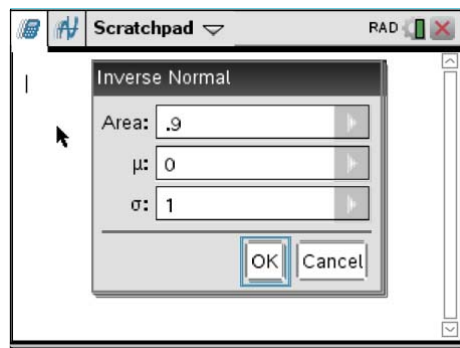 Scratchpad RAD
Inverse Normal
Area: .9
μ: 0
σ: 1
OK Cancel